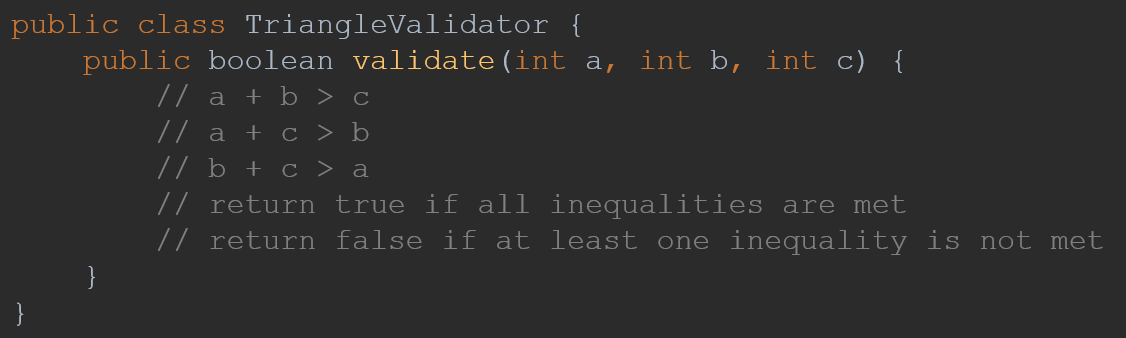 public class TriangleValidator {
    public boolean validate(int a, int b, int c) {
        // a + b > c
        // a + c > b
        // b + c > a
        // return true if all inequalities are met
        // return false if at least one inequality is not met
    }
}